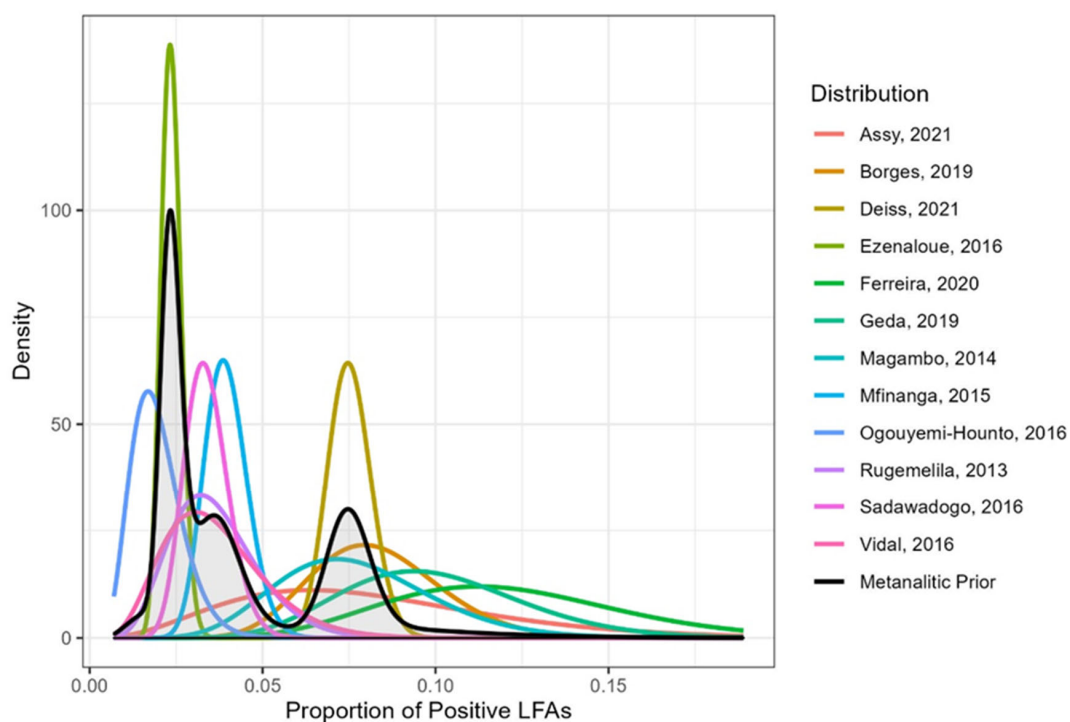 Density
100
50
0
0.00
0.05
0.10
0.15
Proportion of Positive LFAs
Distribution
Assy, 2021
Borges, 2019
Deiss, 2021
Ezenaloue, 2016
Ferreira, 2020
Geda, 2019
Magambo, 2014
Mfinanga, 2015
Ogouyemi-Hounto, 2016
Rugemelila, 2013
Sadawadogo, 2016
Vidal, 2016
Metanalitic Prior